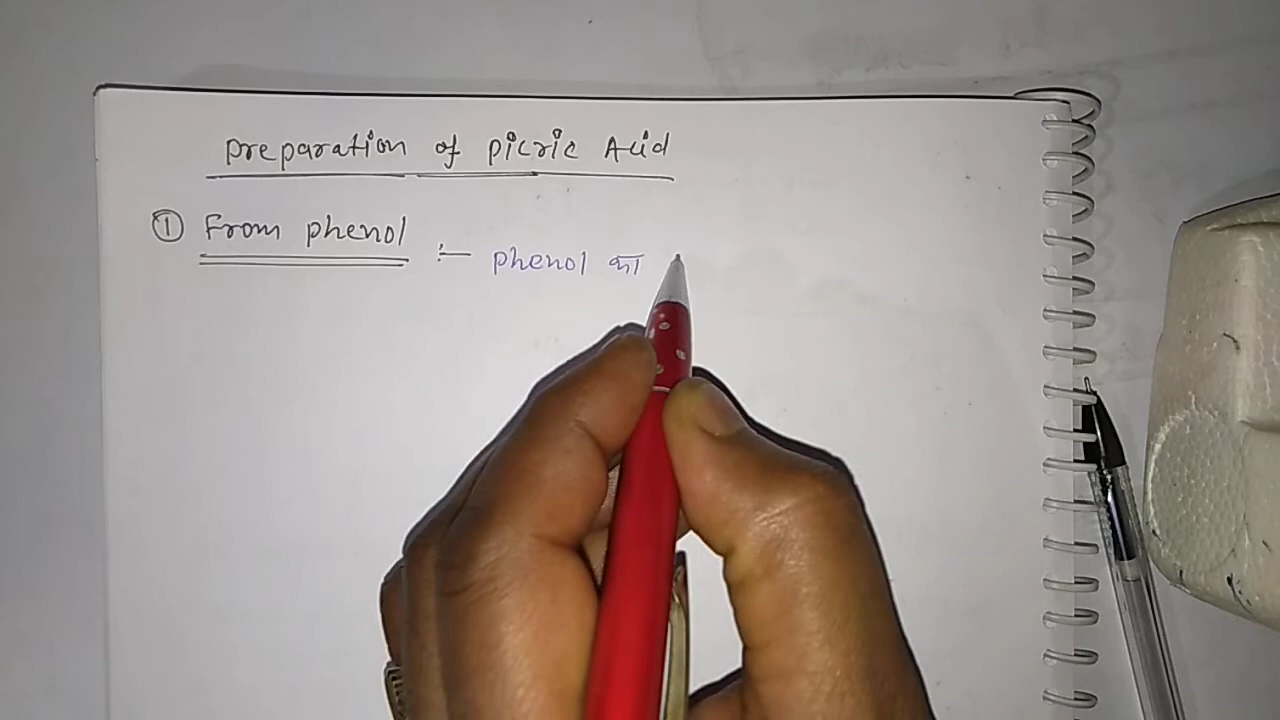 Preparation of picric Acid
① From phenol :- phenol का